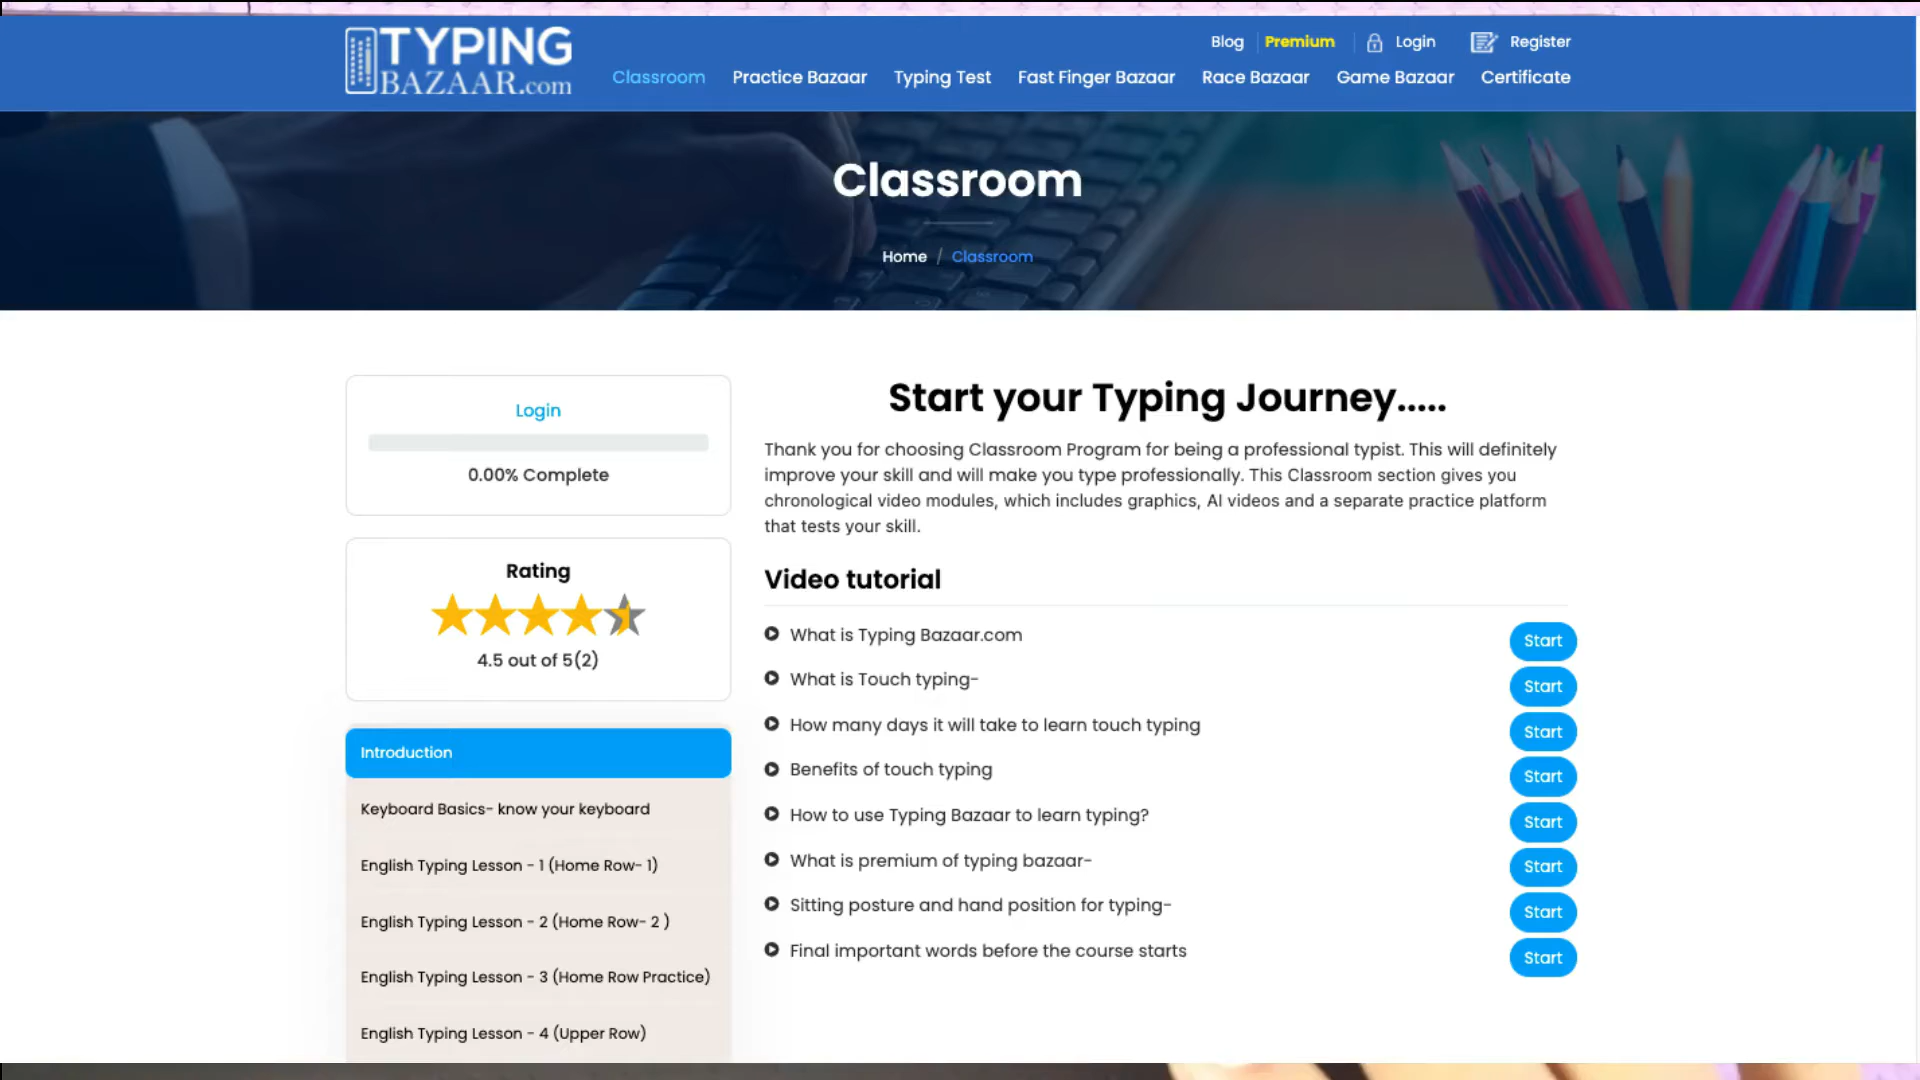 TYPING
BAZAAR.com
Blog Premium Login Register
Classroom Practice Bazaar Typing Test Fast Finger Bazaar Race Bazaar Game Bazaar Certificate
Classroom
Home / Classroom
Login
0.00% Complete
Rating
4.5 out of 5(2)
Introduction
Keyboard Basics- know your keyboard
English Typing Lesson - 1 (Home Row- 1)
English Typing Lesson - 2 (Home Row- 2 )
English Typing Lesson - 3 (Home Row Practice)
English Typing Lesson - 4 (Upper Row)
Start your Typing Journey.....
Thank you for choosing Classroom Program for being a professional typist. This will definitely
improve your skill and will make you type professionally. This Classroom section gives you
chronological video modules, which includes graphics, AI videos and a separate practice platform
that tests your skill.
Video tutorial
What is Typing Bazaar.com Start
What is Touch typing- Start
How many days it will take to learn touch typing Start
Benefits of touch typing Start
How to use Typing Bazaar to learn typing? Start
What is premium of typing bazaar- Start
Sitting posture and hand position for typing- Start
Final important words before the course starts Start